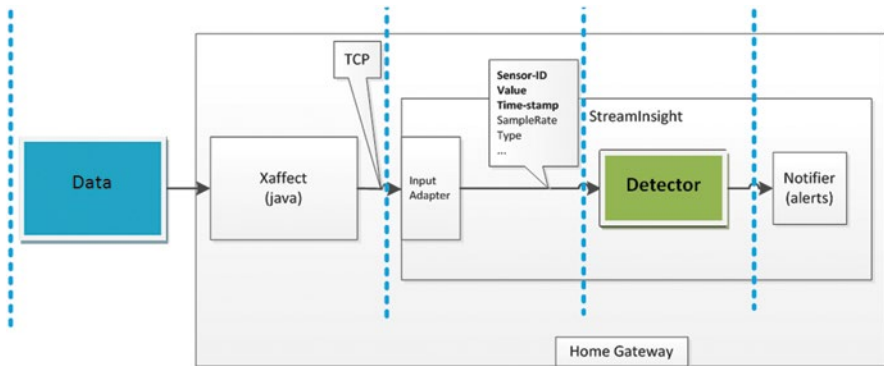 TCP
Sensor-ID
Value
Time-stamp
SampleRate
Type
...
StreamInsight
Data
Xaffect
(java)
Input
Adapter
Detector
Notifier
(alerts)
Home Gateway